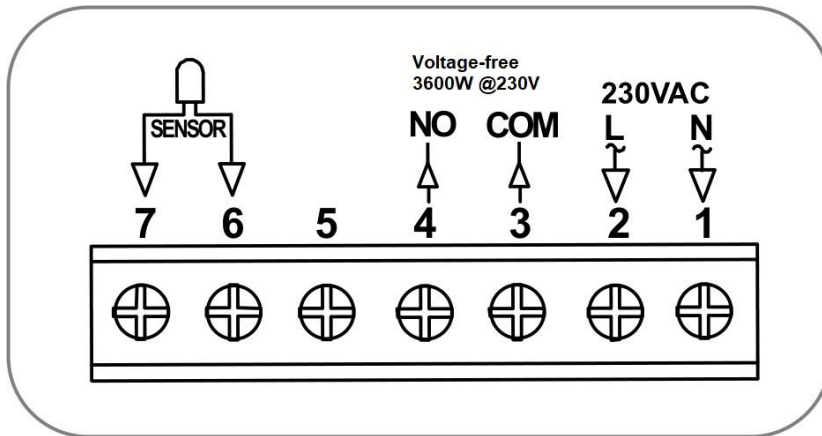 Voltage-free
3600W @230V
230VAC
SENSOR
NO COM L N
7 6 5 4 3 2 1